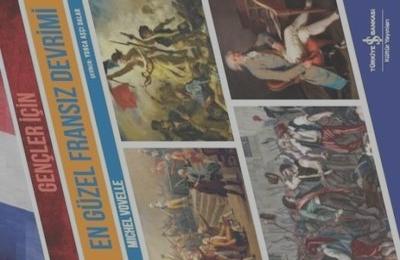 GENÇLER İÇİN
EN GÜZEL FRANSIZ DEVRİMİ
MICHEL VOVELLE
TÜRKİYE İŞ BANKASI
Kültür Yayınları